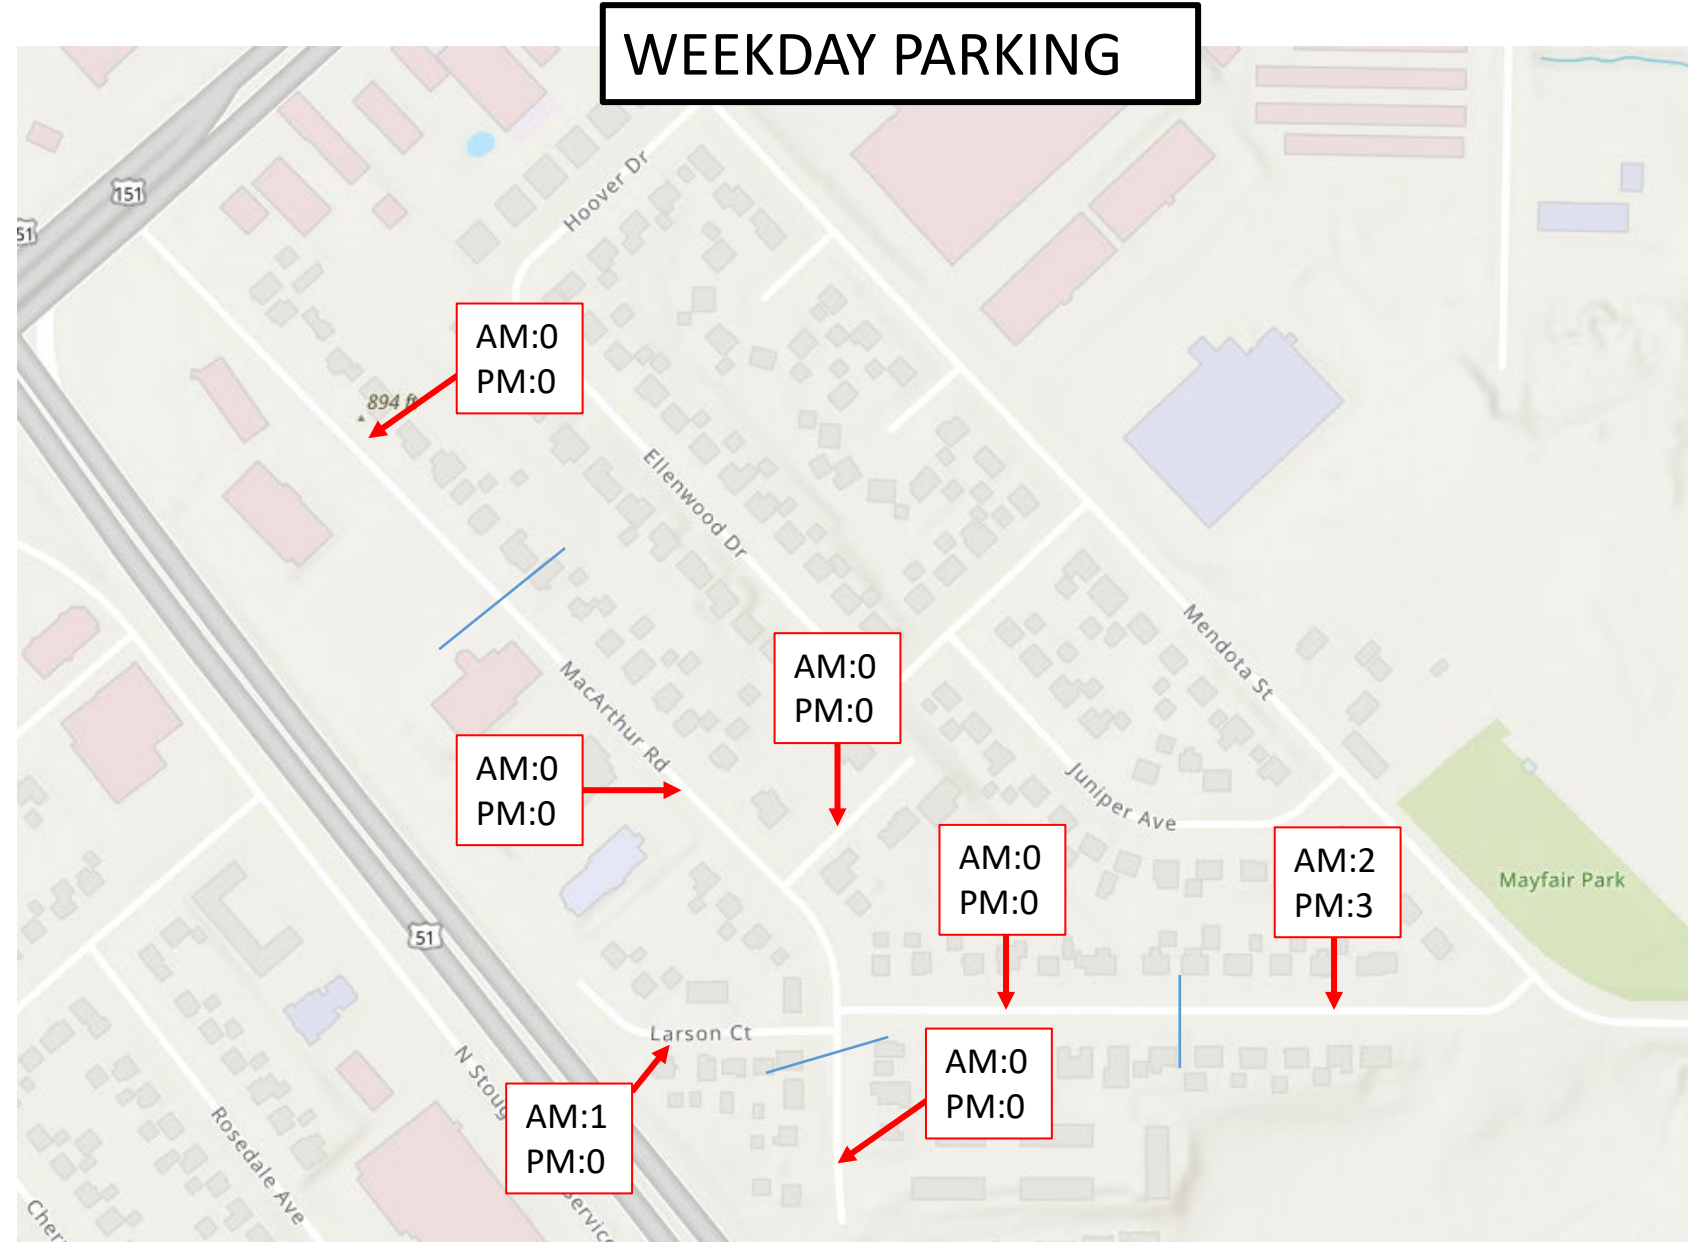 WEEKDAY PARKING
151
51
Hoover Dr
AM:0
PM:0
894 ft
Ellenwood Dr
Mendota St
MacArthur Rd
AM:0
PM:0
AM:0
PM:0
Juniper Ave
AM:0
PM:0
AM:2
PM:3
Mayfair Park
51
Larson Ct
AM:0
PM:0
AM:1
PM:0
N
Service
Rosedale Ave